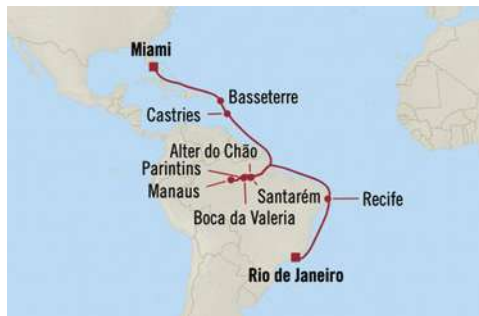 Miami
Basseterre
Castries
Alter do Chão
Parintins
Manaus
Santarém
Boca da Valeria
Recife
Rio de Janeiro